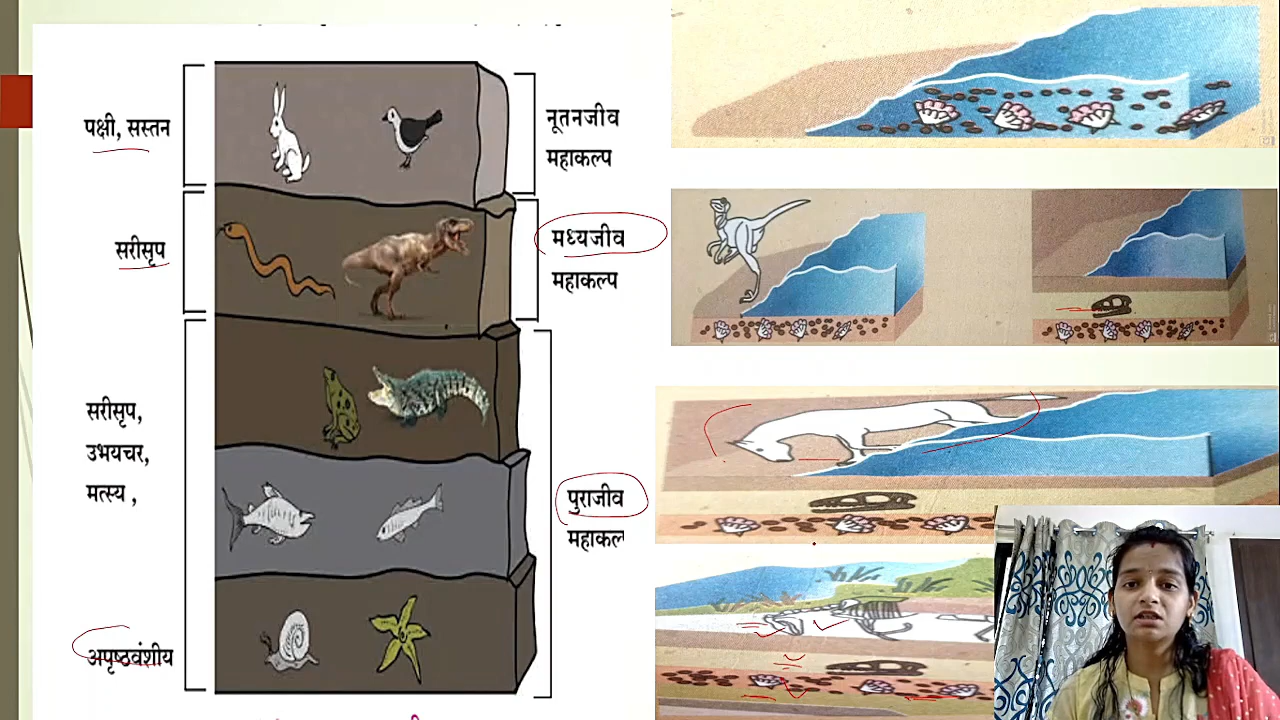 पक्षी, सस्तन
नूतनजीव
महाकल्प
सरीसृप
मध्यजीव
महाकल्प
सरीसृप,
उभयचर,
मत्स्य ,
पुराजीव
महाकल
अपृष्ठवंशीय